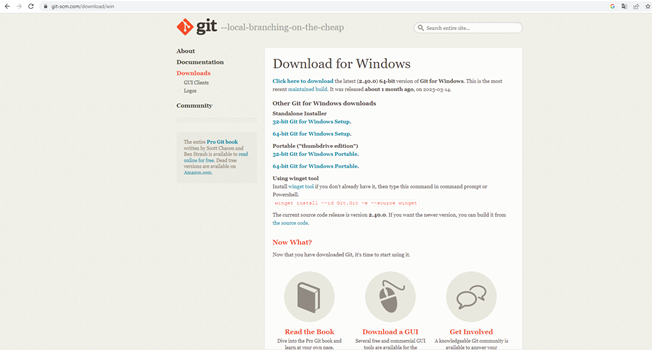 git-scm.com/download/win
git --local-branching-on-the-cheap
Search entire site...
About
Documentation
Downloads
GUI Clients
Logos
Community
The entire Pro Git book
written by Scott Chacon and
Ben Straub is available to read
online for free. Dead tree
versions are available on
Amazon.com.
Download for Windows
Click here to download the latest (2.40.0) 64-bit version of Git for Windows. This is the most
recent maintained build. It was released about 1 month ago, on 2023-03-14.
Other Git for Windows downloads
Standalone Installer
32-bit Git for Windows Setup.
64-bit Git for Windows Setup.
Portable ("thumbdrive edition")
32-bit Git for Windows Portable.
64-bit Git for Windows Portable.
Using winget tool
Install winget tool if you don't already have it, then type this command in command prompt or
Powershell.
winget install --id Git.Git -e --source winget
The current source code release is version 2.40.0. If you want the newer version, you can build it from
the source code.
Now What?
Now that you have downloaded Git, it's time to start using it.
Read the Book
Dive into the Pro Git book and
learn at your own pace.
Download a GUI
Several free and commercial GUI
tools are available for the
Get Involved
A knowledgeable Git community is
available to answer your